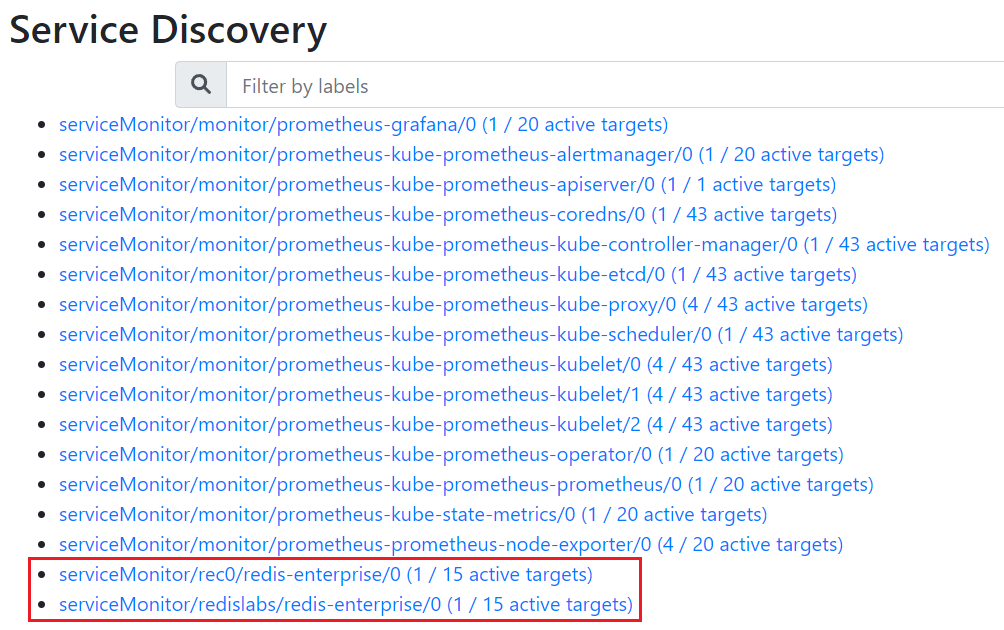 Service Discovery
Filter by labels
serviceMonitor/monitor/prometheus-grafana/0 (1 / 20 active targets)
serviceMonitor/monitor/prometheus-kube-prometheus-alertmanager/0 (1 / 20 active targets)
serviceMonitor/monitor/prometheus-kube-prometheus-apiserver/0 (1 / 1 active targets)
serviceMonitor/monitor/prometheus-kube-prometheus-coredns/0 (1 / 43 active targets)
serviceMonitor/monitor/prometheus-kube-prometheus-kube-controller-manager/0 (1 / 43 active targets)
serviceMonitor/monitor/prometheus-kube-prometheus-kube-etcd/0 (1 / 43 active targets)
serviceMonitor/monitor/prometheus-kube-prometheus-kube-proxy/0 (4 / 43 active targets)
serviceMonitor/monitor/prometheus-kube-prometheus-kube-scheduler/0 (1 / 43 active targets)
serviceMonitor/monitor/prometheus-kube-prometheus-kubelet/0 (4 / 43 active targets)
serviceMonitor/monitor/prometheus-kube-prometheus-kubelet/1 (4 / 43 active targets)
serviceMonitor/monitor/prometheus-kube-prometheus-kubelet/2 (4 / 43 active targets)
serviceMonitor/monitor/prometheus-kube-prometheus-operator/0 (1 / 20 active targets)
serviceMonitor/monitor/prometheus-kube-prometheus-prometheus/0 (1 / 20 active targets)
serviceMonitor/monitor/prometheus-kube-state-metrics/0 (1 / 20 active targets)
serviceMonitor/monitor/prometheus-prometheus-node-exporter/0 (4 / 20 active targets)
serviceMonitor/rec0/redis-enterprise/0 (1 / 15 active targets)
serviceMonitor/redislabs/redis-enterprise/0 (1 / 15 active targets)